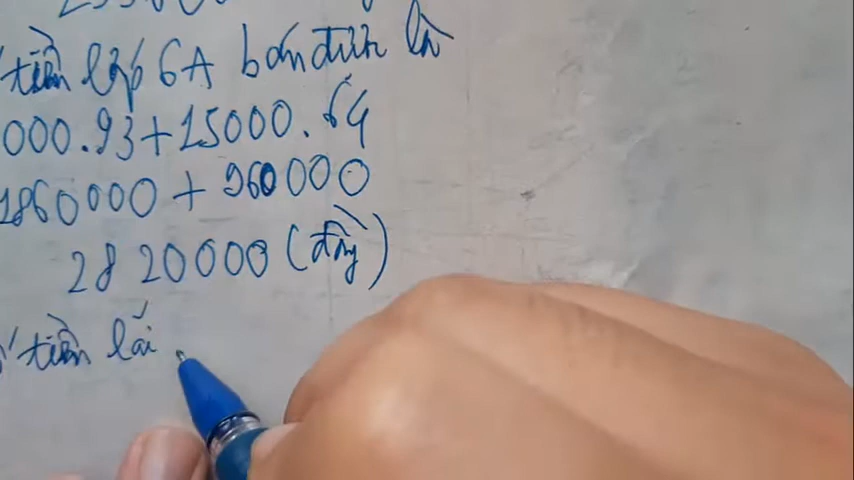 tiền lớp 6A bán được là
000.93+15000.64
1860000 + 960000
2820000 (đồng)
tiền lãi